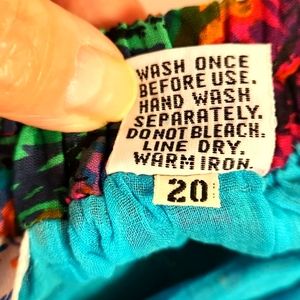 WASH ONCE
BEFORE USE.
HAND WASH
SEPARATELY.
DO NOT BLEACH.
LINE DRY.
WARM IRON.
20